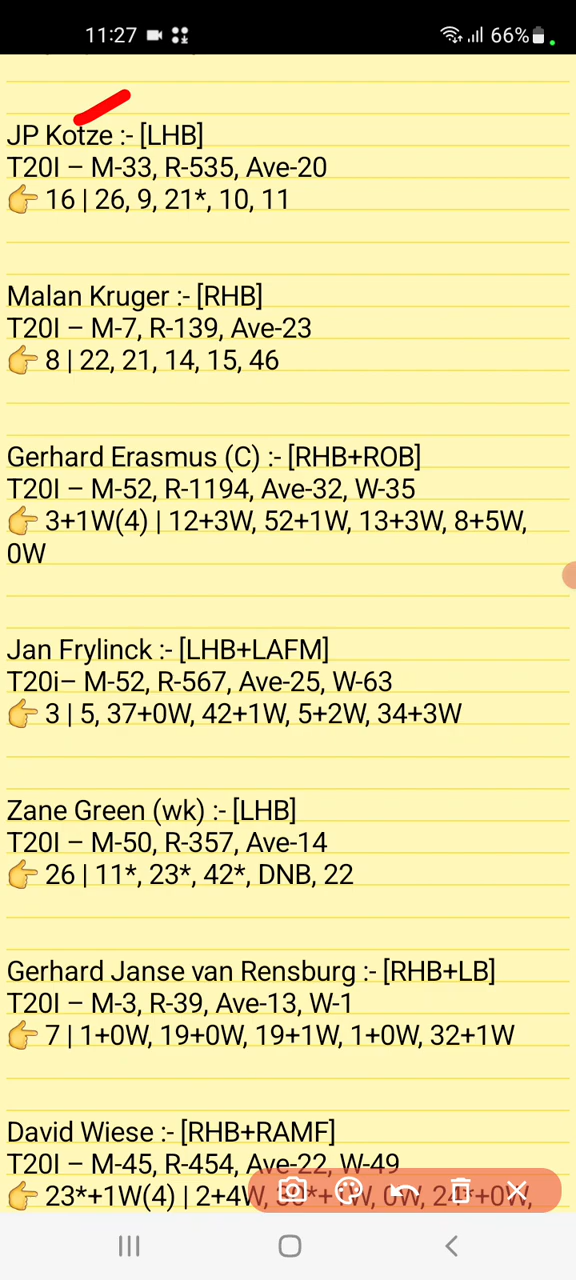 11:27 66%
JP Kotze :- [LHB]
T20I – M-33, R-535, Ave-20
👉 16 | 26, 9, 21*, 10, 11
Malan Kruger :- [RHB]
T20I – M-7, R-139, Ave-23
👉 8 | 22, 21, 14, 15, 46
Gerhard Erasmus (C) :- [RHB+ROB]
T20I – M-52, R-1194, Ave-32, W-35
👉 3+1W(4) | 12+3W, 52+1W, 13+3W, 8+5W,
0W
Jan Frylinck :- [LHB+LAFM]
T20i– M-52, R-567, Ave-25, W-63
👉 3 | 5, 37+0W, 42+1W, 5+2W, 34+3W
Zane Green (wk) :- [LHB]
T20I – M-50, R-357, Ave-14
👉 26 | 11*, 23*, 42*, DNB, 22
Gerhard Janse van Rensburg :- [RHB+LB]
T20I – M-3, R-39, Ave-13, W-1
👉 7 | 1+0W, 19+0W, 19+1W, 1+0W, 32+1W
David Wiese :- [RHB+RAMF]
T20I – M-45, R-454, Ave-22, W-49
👉 23*+1W(4) | 2+4W, 0W, 24*+0W,